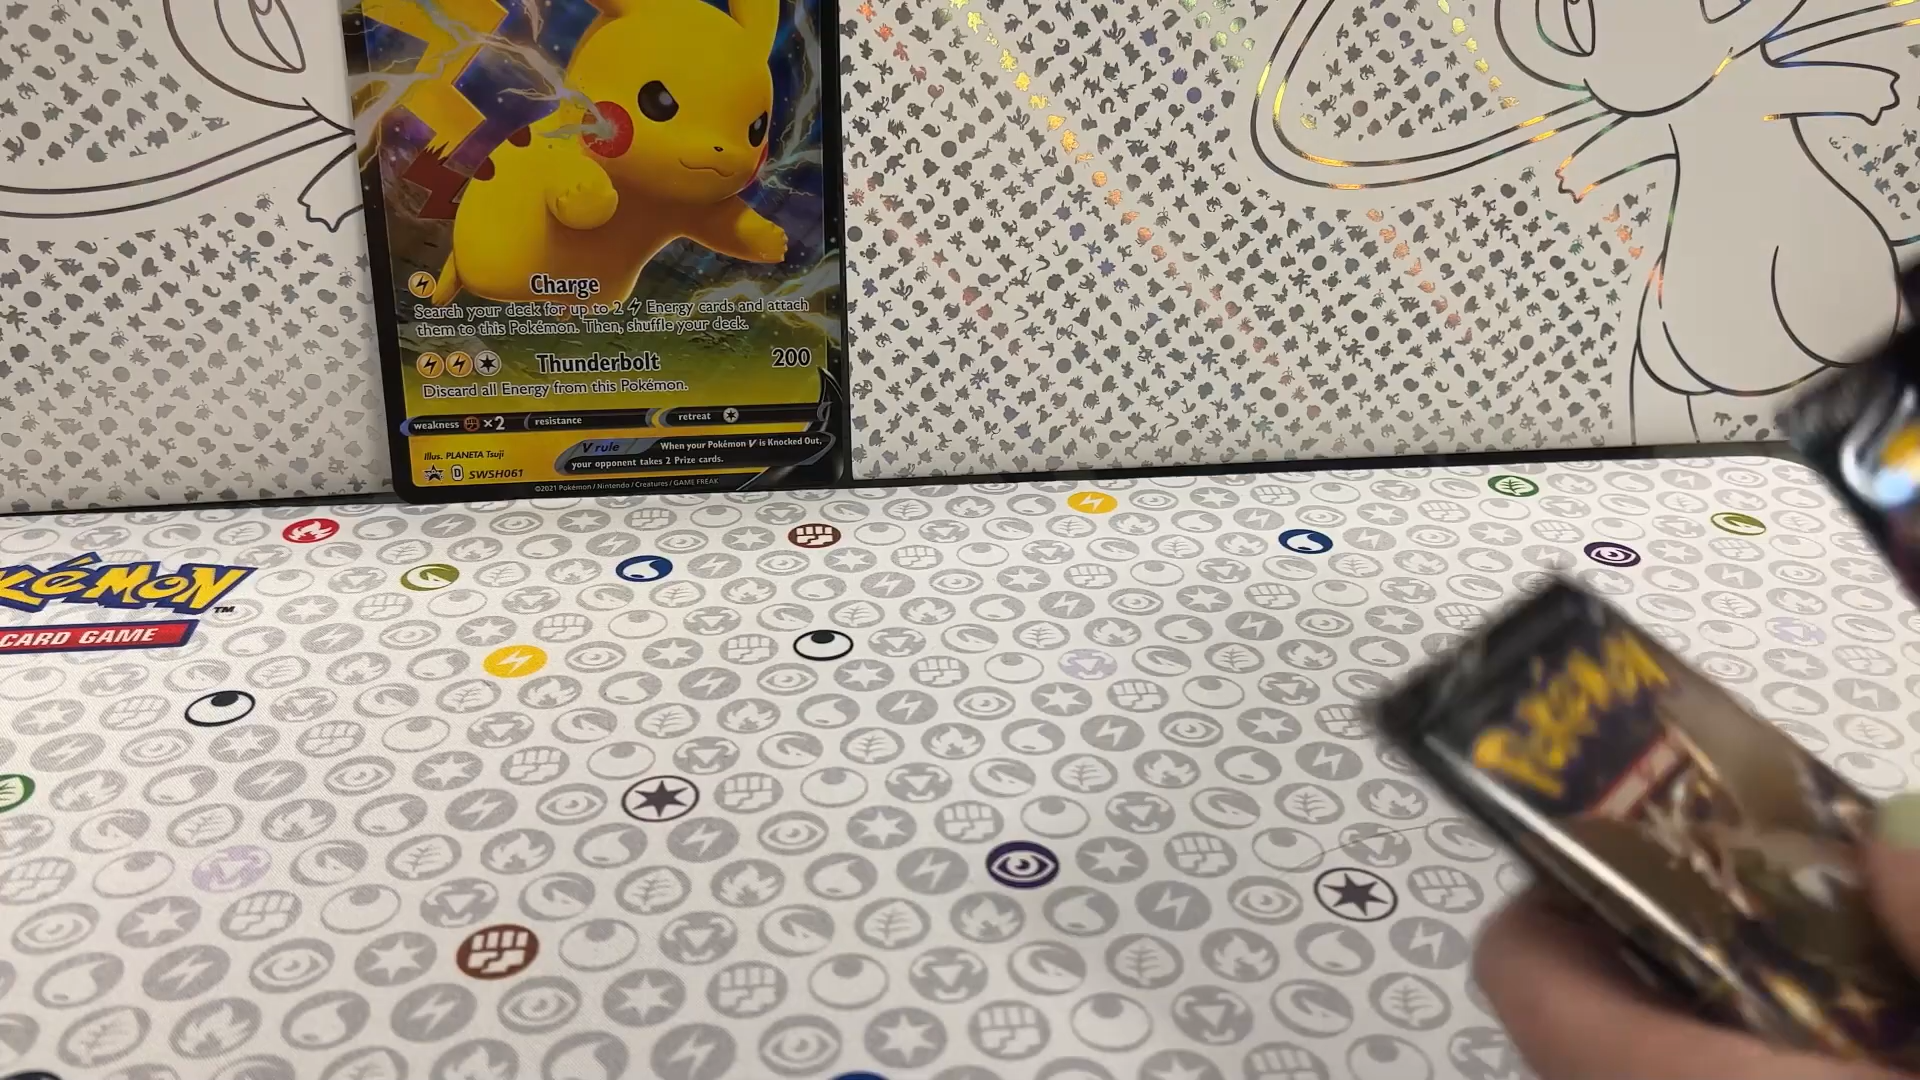 Charge
Search your deck for up to 2 Energy cards and attach
them to this Pokémon. Then, shuffle your deck.
Thunderbolt 200
Discard all Energy from this Pokémon.
weakness ×2 resistance retreat
V rule When your Pokémon V is Knocked Out,
your opponent takes 2 Prize cards.
Illus. PLANETA Tsuji
D SWSH061
©2021 Pokémon / Nintendo / Creatures / GAME FREAK
KÉMON TM
CARD GAME
Pokémon